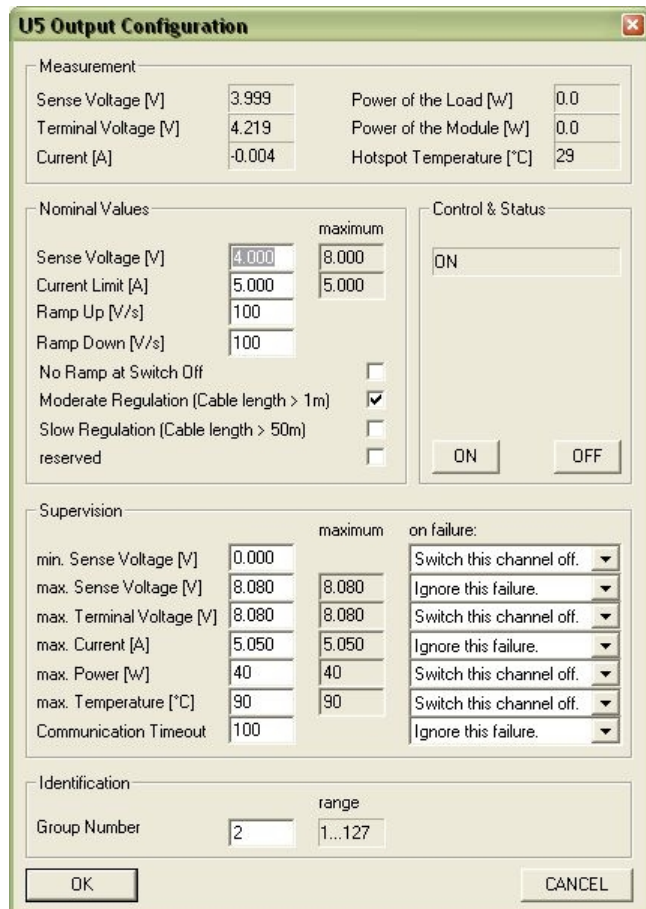 U5 Output Configuration
Measurement
Sense Voltage [V] 3.999 Power of the Load [W] 0.0
Terminal Voltage [V] 4.219 Power of the Module [W] 0.0
Current [A] -0.004 Hotspot Temperature [°C] 29
Nominal Values
maximum
Sense Voltage [V] 4.000 8.000
Current Limit [A] 5.000 5.000
Ramp Up [V/s] 100
Ramp Down [V/s] 100
No Ramp at Switch Off
Moderate Regulation (Cable length > 1m)
Slow Regulation (Cable length > 50m)
reserved
Control & Status
ON
ON OFF
Supervision
maximum on failure:
min. Sense Voltage [V] 0.000 Switch this channel off.
max. Sense Voltage [V] 8.080 8.080 Ignore this failure.
max. Terminal Voltage [V] 8.080 8.080 Switch this channel off.
max. Current [A] 5.050 5.050 Ignore this failure.
max. Power [W] 40 40 Switch this channel off.
max. Temperature [°C] 90 90 Switch this channel off.
Communication Timeout 100 Ignore this failure.
Identification
range
Group Number 2 1...127
OK CANCEL